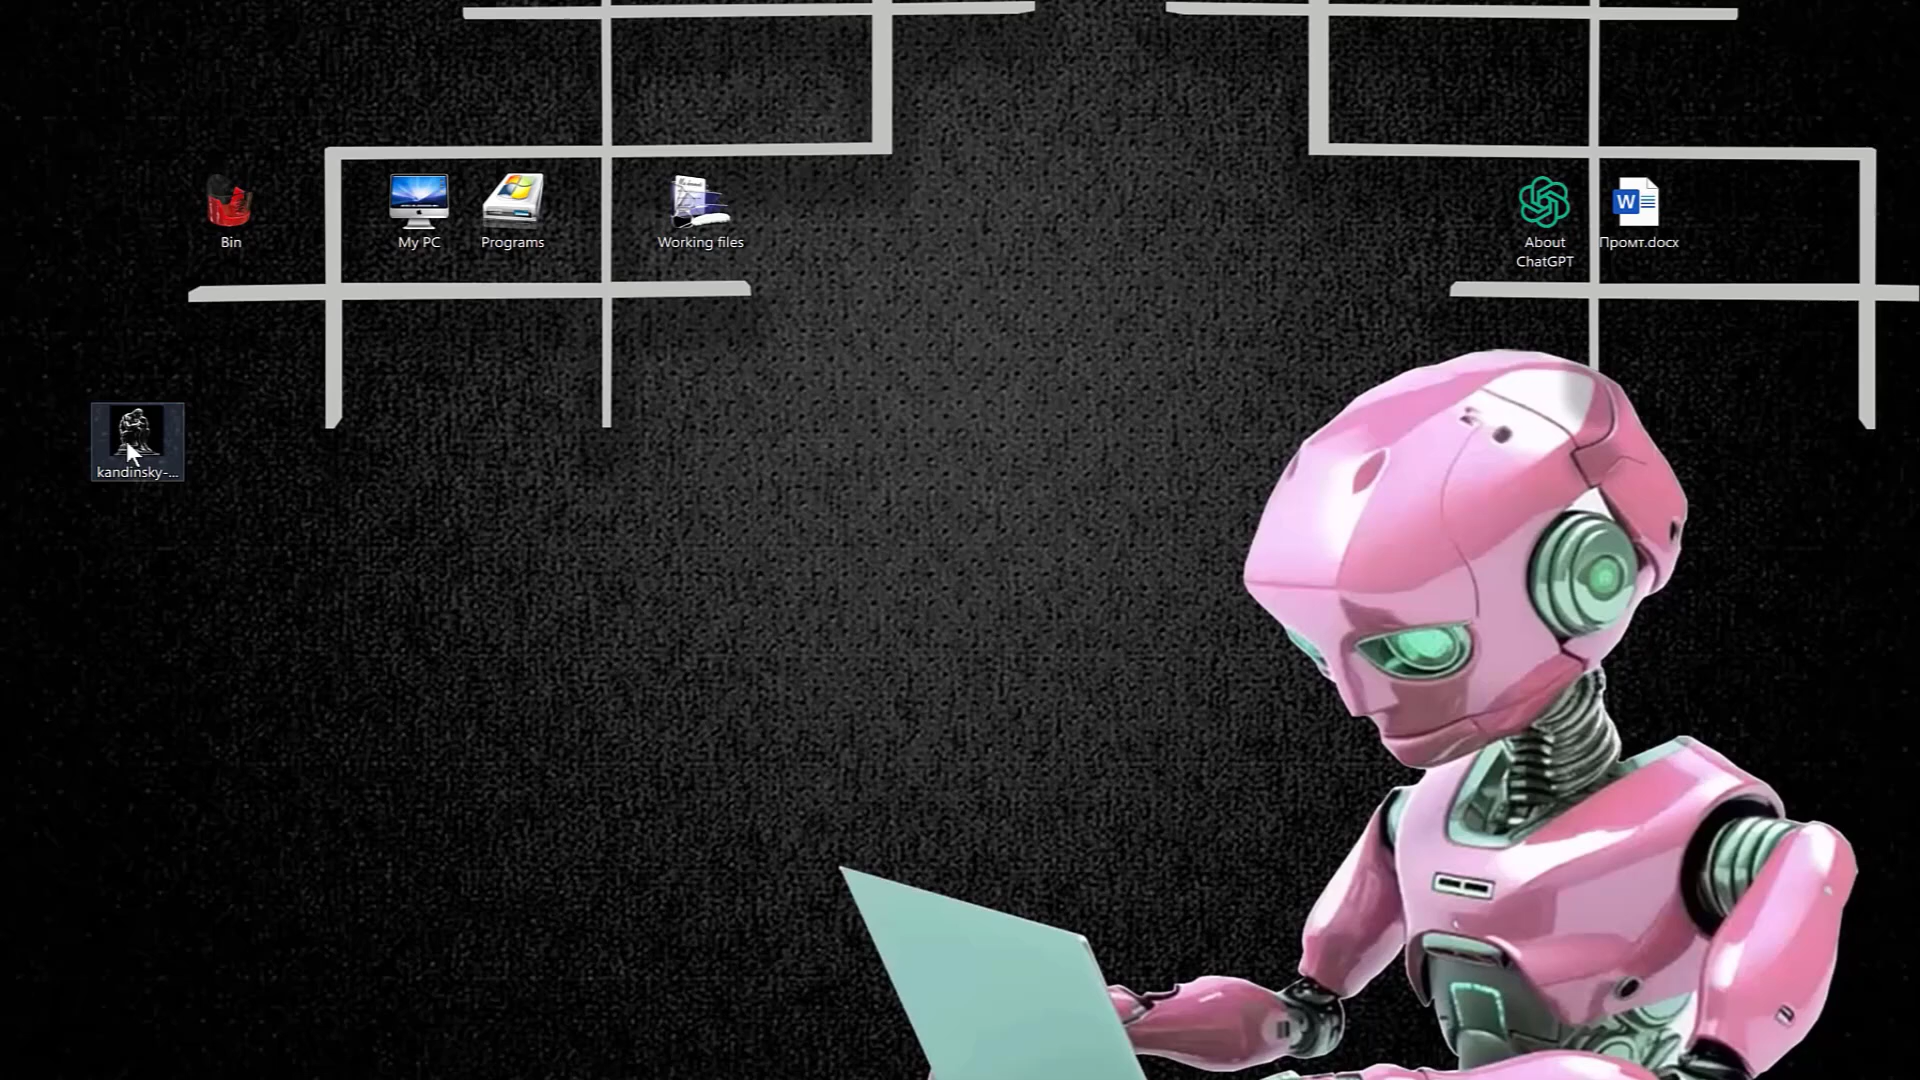 Bin
My PC
Programs
Working files
About
ChatGPT
Промт.docx
kandinsky-...